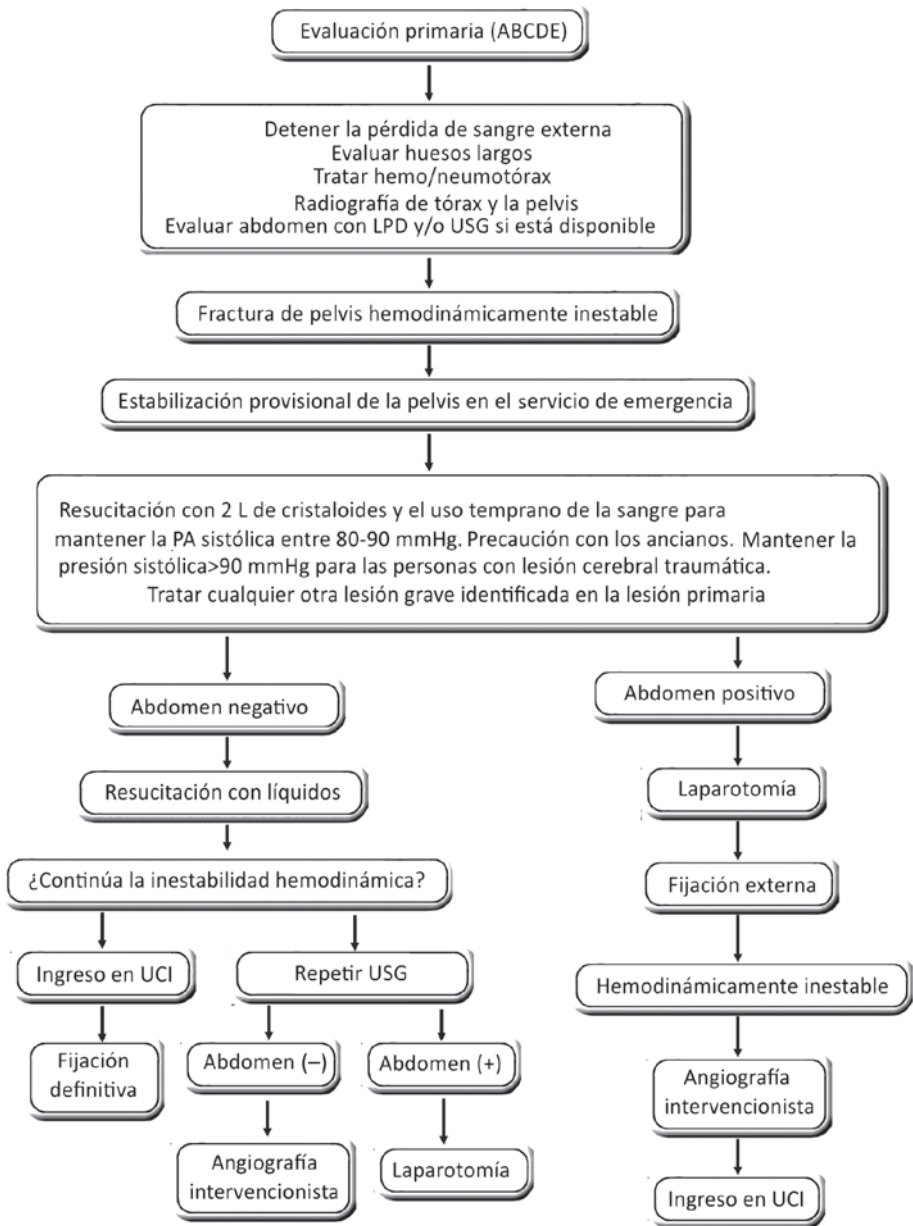 Evaluación primaria (ABCDE)
Detener la pérdida de sangre externa
Evaluar huesos largos
Tratar hemo/neumotórax
Radiografía de tórax y la pelvis
Evaluar abdomen con LPD y/o USG si está disponible
Fractura de pelvis hemodinámicamente inestable
Estabilización provisional de la pelvis en el servicio de emergencia
Resucitación con 2 L de cristaloides y el uso temprano de la sangre para
mantener la PA sistólica entre 80-90 mmHg. Precaución con los ancianos. Mantener la
presión sistólica>90 mmHg para las personas con lesión cerebral traumática.
Tratar cualquier otra lesión grave identificada en la lesión primaria
Abdomen negativo
Resucitación con líquidos
¿Continúa la inestabilidad hemodinámica?
Ingreso en UCI
Fijación
definitiva
Repetir USG
Abdomen (–)
Angiografía
intervencionista
Abdomen (+)
Laparotomía
Abdomen positivo
Laparotomía
Fijación externa
Hemodinámicamente inestable
Angiografía
intervencionista
Ingreso en UCI